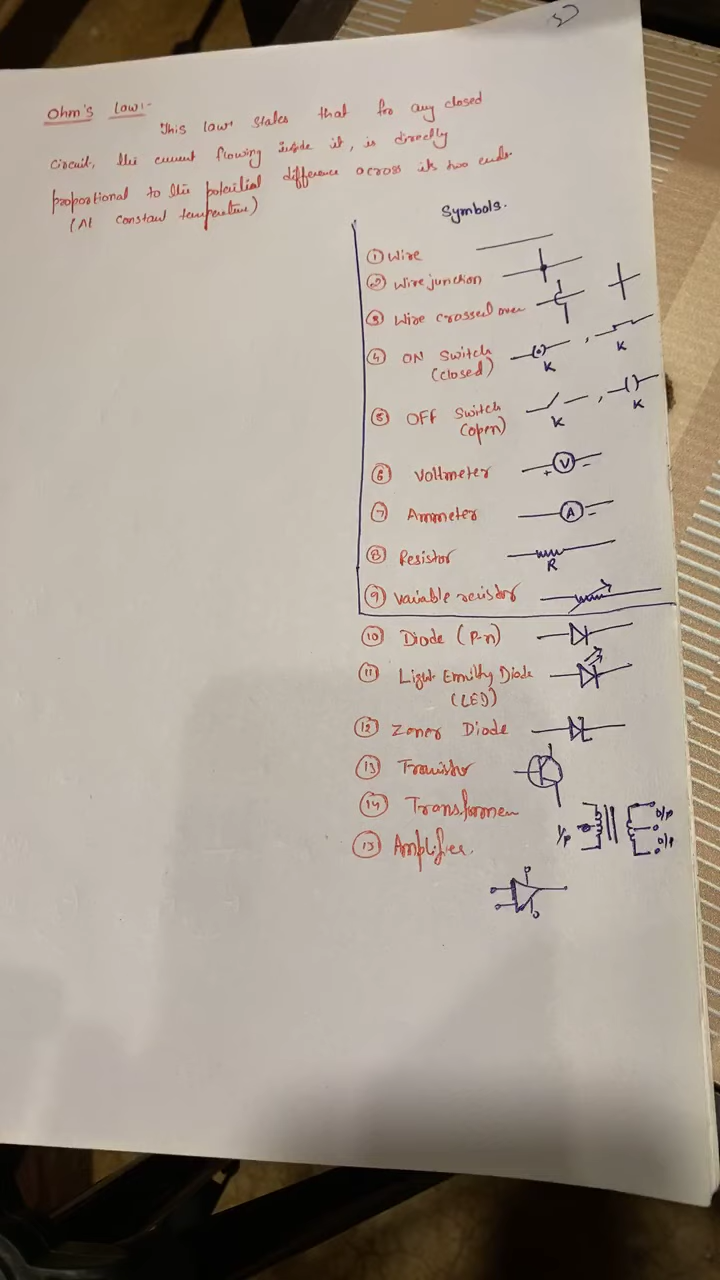 5)
Ohm's law:-
This law states that for any closed
circuit, the current flowing inside it, is directly
proportional to the potential difference across its two ends.
(At constant temperature)
Symbols.
① Wire
② Wire junction
③ Wire crossed over
④ ON Switch , K K
(closed)
⑤ OFF Switch , K K
(open)
⑥ Voltmeter + V -
⑦ Ammeter A -
⑧ Resistor R
⑨ Variable resistor
⑩ Diode (P-n)
⑪ Light Emitty Diode
(LED)
⑫ Zoner Diode
⑬ Transistor
⑭ Transformer I/p O/p O/p
⑮ Amplifier.